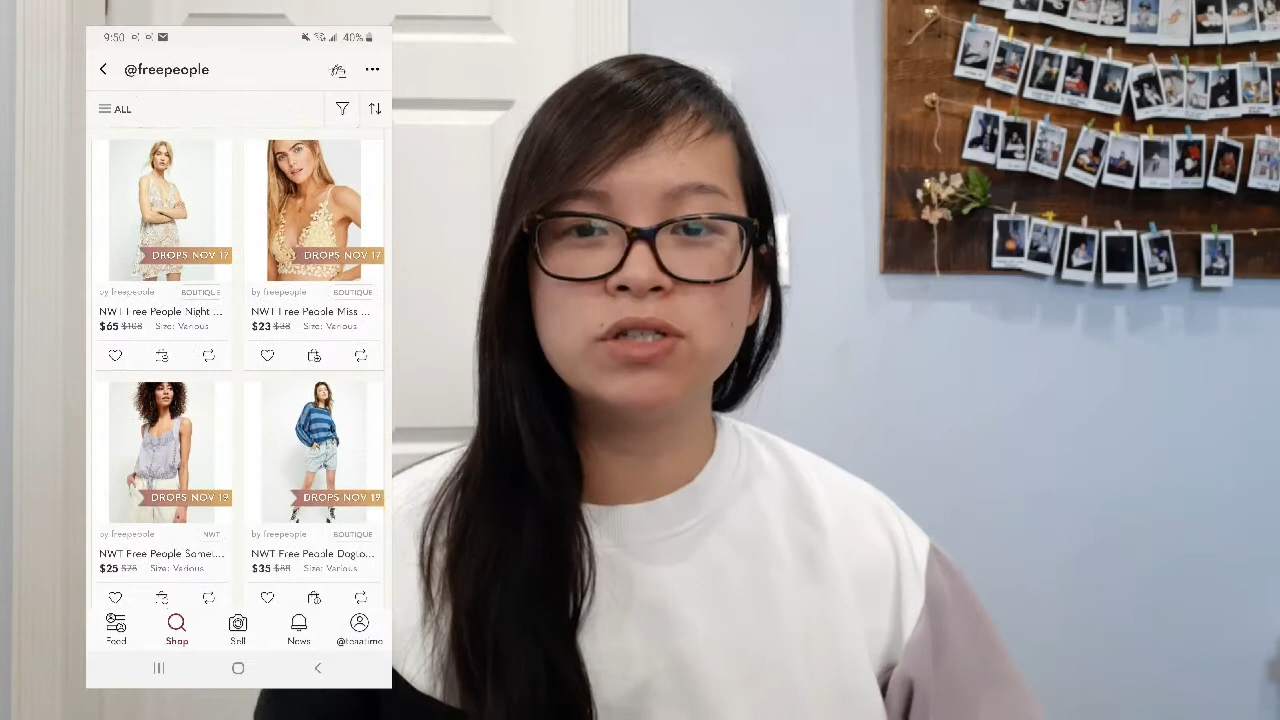 9:50
40%
@freepeople
ALL
DROPS NOV 17
DROPS NOV 17
by freepeople BOUTIQUE
by freepeople BOUTIQUE
NWT Free People Night ...
NWT Free People Miss ...
$65 $108 Size: Various
$23 $38 Size: Various
DROPS NOV 19
DROPS NOV 19
by freepeople NWT
by freepeople BOUTIQUE
NWT Free People Somet...
NWT Free People Dogto...
$25 $78 Size: Various
$35 $88 Size: Various
Feed Shop Sell News @teaatime